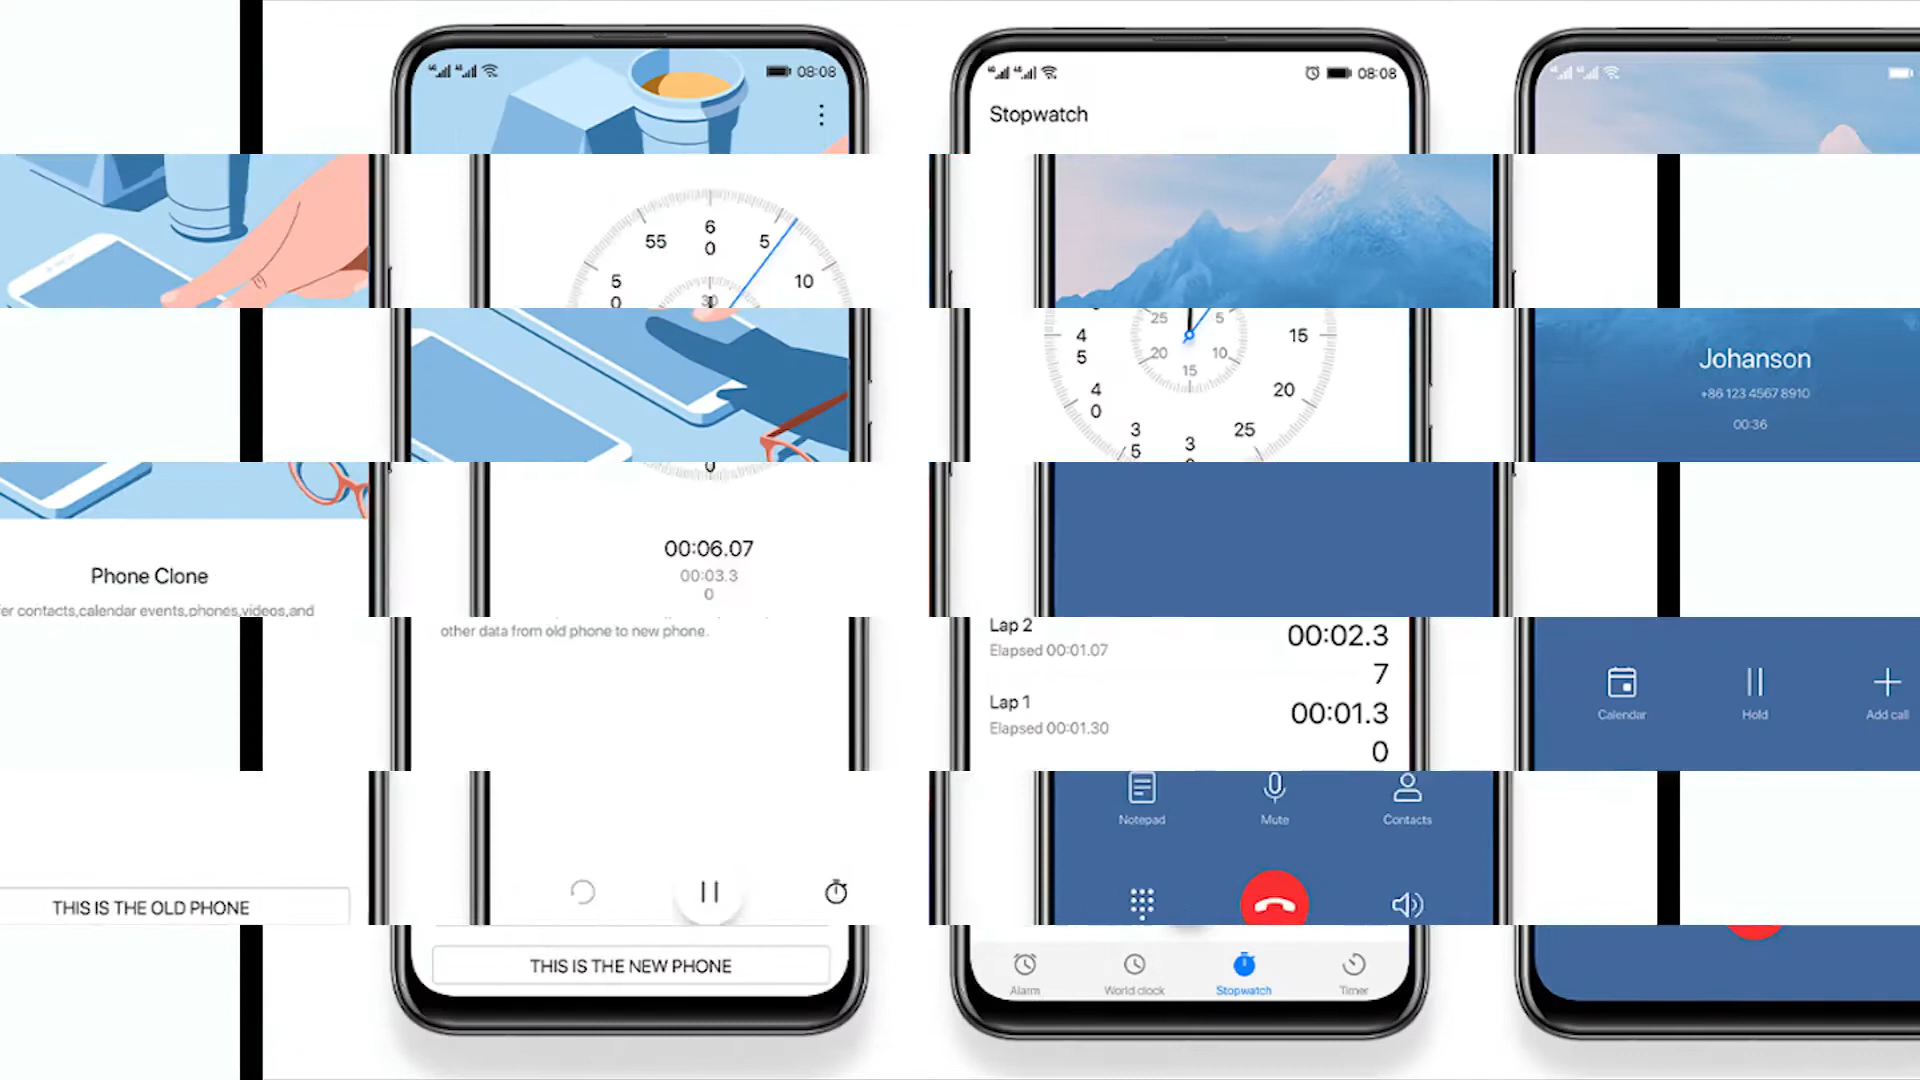 08:08
08:08
Stopwatch
6
0
55
5
5
0
10
30
25
5
20
10
15
4
5
15
4
0
20
3
5
3
25
0
Johanson
+86 123 4567 8910
00:36
00:06.07
00:03.3
0
Phone Clone
contacts,calendar events,phones,videos,and
other data from old phone to new phone.
Lap 2
00:02.3
7
Elapsed 00:01.07
Lap 1
00:01.3
0
Elapsed 00:01.30
Calendar
Hold
Add call
Notepad
Mute
Contacts
THIS IS THE OLD PHONE
THIS IS THE NEW PHONE
Alarm
World clock
Stopwatch
Timer